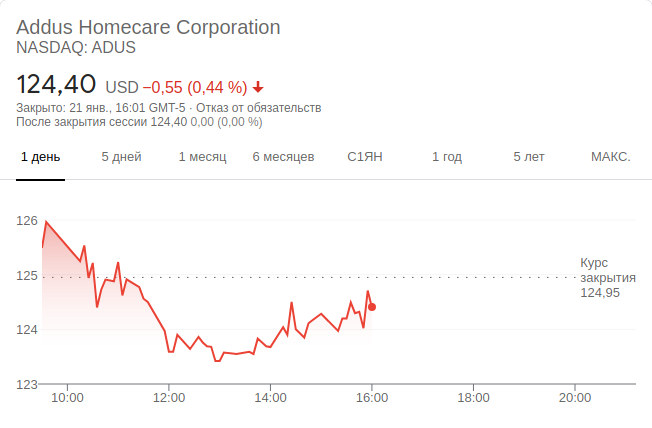 Addus Homecare Corporation
NASDAQ: ADUS
124,40 USD −0,55 (0,44 %)
Закрыто: 21 янв., 16:01 GMT-5 · Отказ от обязательств
После закрытия сессии 124,40 0,00 (0,00 %)
1 день 5 дней 1 месяц 6 месяцев С1ЯН 1 год 5 лет МАКС.
126
125
124
123
Курс
закрытия
124,95
10:00 12:00 14:00 16:00 18:00 20:00